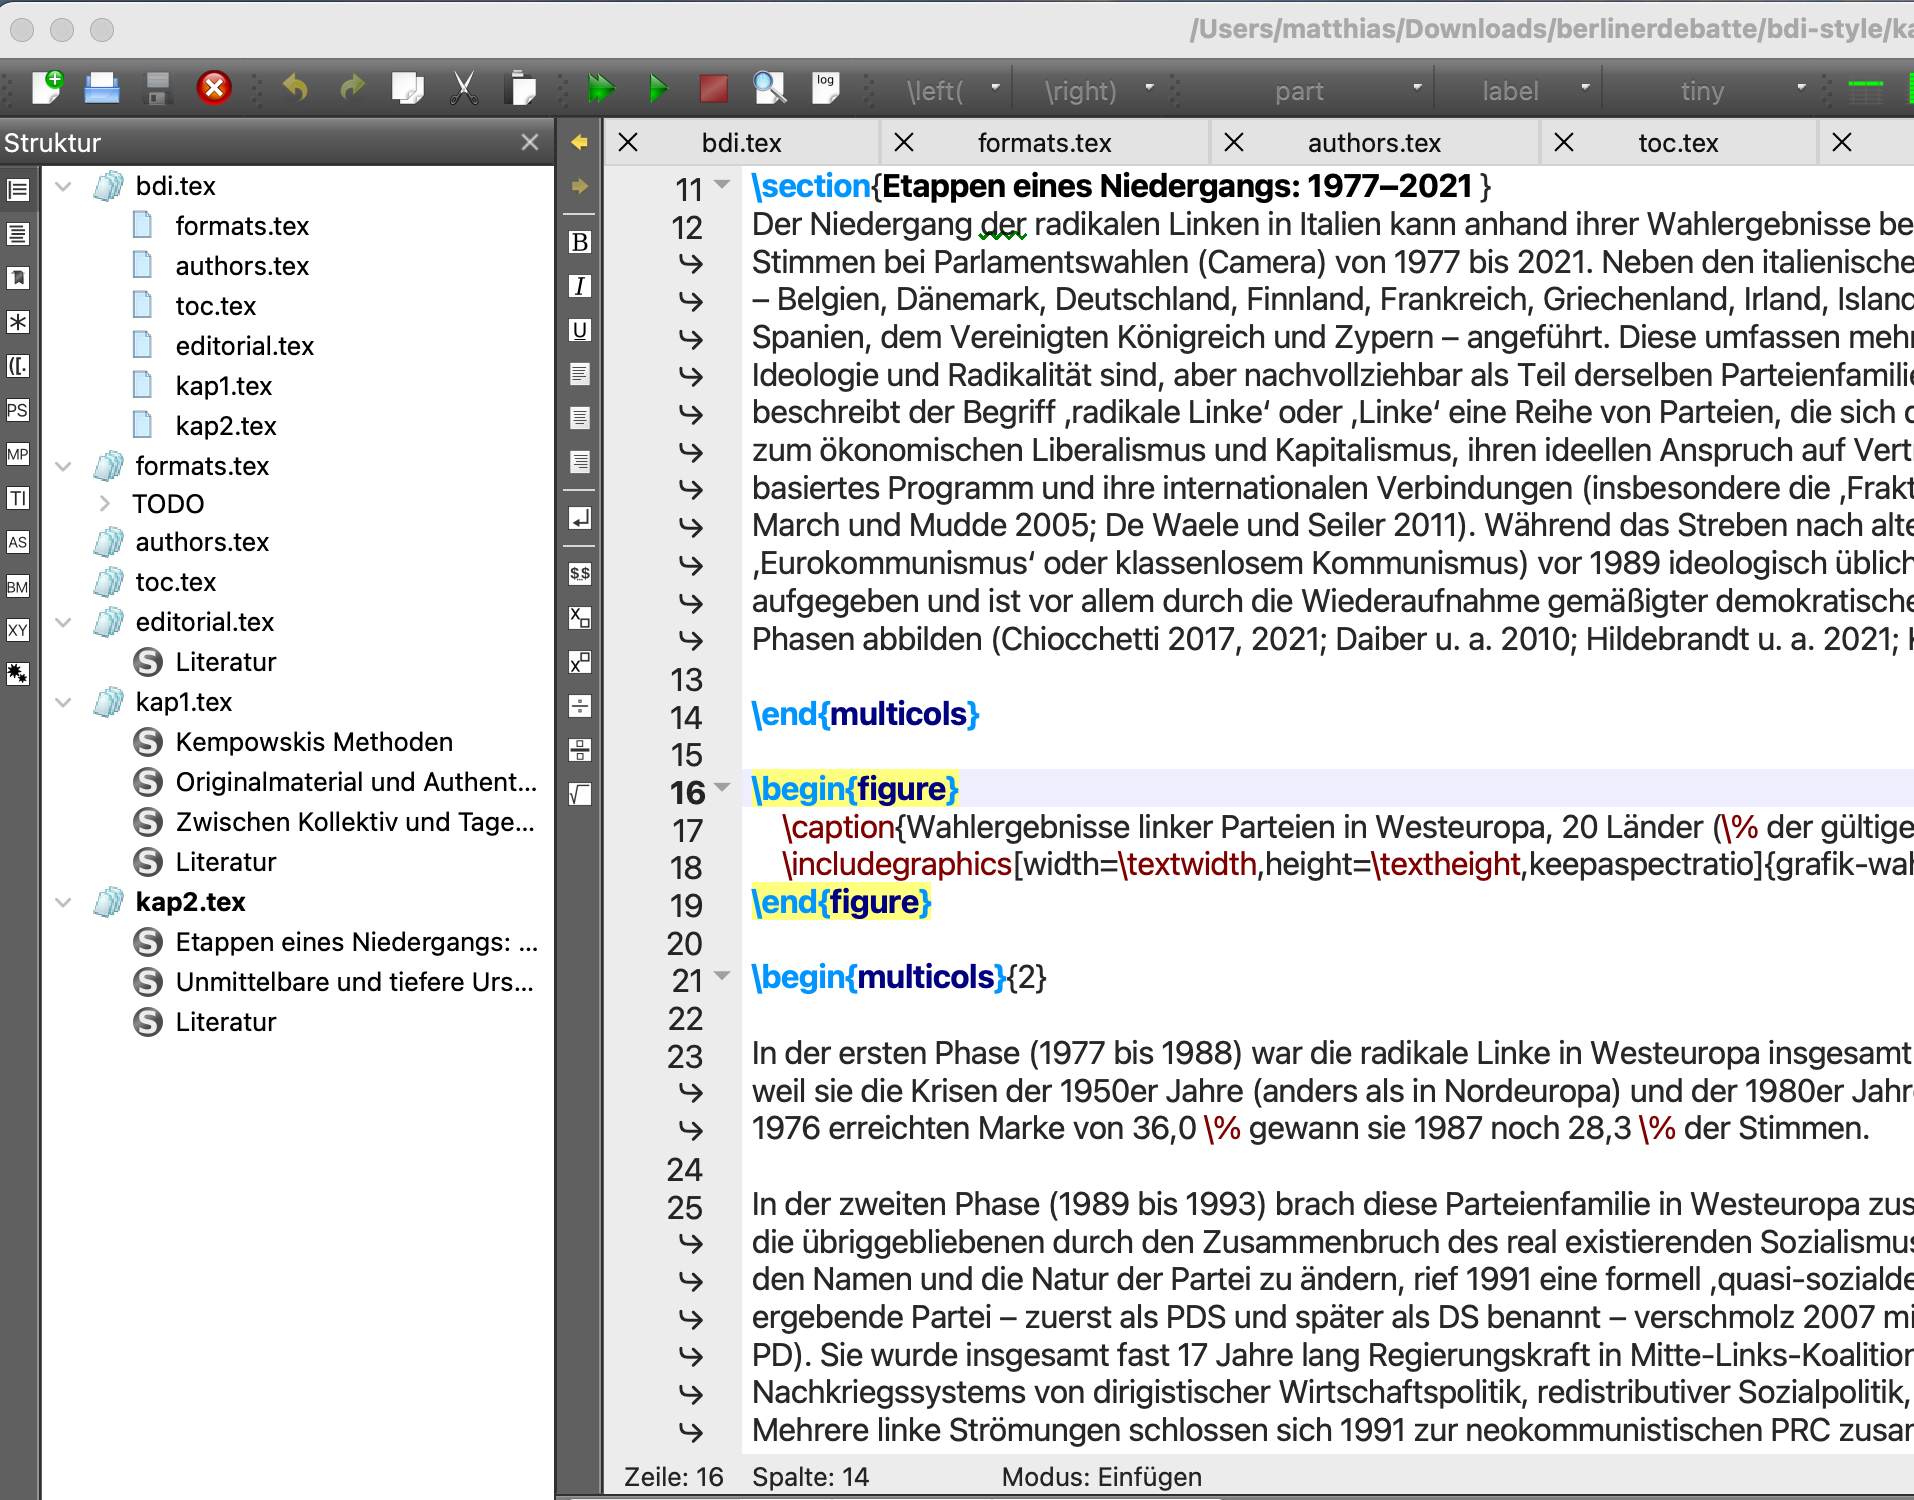 /Users/matthias/Downloads/berlinerdebatte/bdi-style/ka
log
\left(
\right)
part
label
tiny
Struktur
bdi.tex
formats.tex
authors.tex
toc.tex
bdi.tex
formats.tex
authors.tex
toc.tex
editorial.tex
kap1.tex
kap2.tex
formats.tex
TODO
authors.tex
toc.tex
editorial.tex
Literatur
kap1.tex
Kempowskis Methoden
Originalmaterial und Authent...
Zwischen Kollektiv und Tage...
Literatur
kap2.tex
Etappen eines Niedergangs: ...
Unmittelbare und tiefere Urs...
Literatur
PS
MP
TI
AS
BM
XY
B
I
U
$$
11 \section{Etappen eines Niedergangs: 1977–2021 }
12 Der Niedergang der radikalen Linken in Italien kann anhand ihrer Wahlergebnisse be
Stimmen bei Parlamentswahlen (Camera) von 1977 bis 2021. Neben den italienische
– Belgien, Dänemark, Deutschland, Finnland, Frankreich, Griechenland, Irland, Island
Spanien, dem Vereinigten Königreich und Zypern – angeführt. Diese umfassen mehr
Ideologie und Radikalität sind, aber nachvollziehbar als Teil derselben Parteienfamilie
beschreibt der Begriff ‚radikale Linke‘ oder ‚Linke‘ eine Reihe von Parteien, die sich d
zum ökonomischen Liberalismus und Kapitalismus, ihren ideellen Anspruch auf Vert
basiertes Programm und ihre internationalen Verbindungen (insbesondere die ‚Frakt
March und Mudde 2005; De Waele und Seiler 2011). Während das Streben nach alte
‚Eurokommunismus‘ oder klassenlosem Kommunismus) vor 1989 ideologisch üblich
aufgegeben und ist vor allem durch die Wiederaufnahme gemäßigter demokratische
Phasen abbilden (Chiocchetti 2017, 2021; Daiber u. a. 2010; Hildebrandt u. a. 2021;
13
14 \end{multicols}
15
16 \begin{figure}
17 \caption{Wahlergebnisse linker Parteien in Westeuropa, 20 Länder (\% der gültige
18 \includegraphics[width=\textwidth,height=\textheight,keepaspectratio]{grafik-wah
19 \end{figure}
20
21 \begin{multicols}{2}
22
23 In der ersten Phase (1977 bis 1988) war die radikale Linke in Westeuropa insgesamt
weil sie die Krisen der 1950er Jahre (anders als in Nordeuropa) und der 1980er Jahr
1976 erreichten Marke von 36,0 \% gewann sie 1987 noch 28,3 \% der Stimmen.
24
25 In der zweiten Phase (1989 bis 1993) brach diese Parteienfamilie in Westeuropa zus
die übriggebliebenen durch den Zusammenbruch des real existierenden Sozialismus
den Namen und die Natur der Partei zu ändern, rief 1991 eine formell ‚quasi-sozialde
ergebende Partei – zuerst als PDS und später als DS benannt – verschmolz 2007 mi
PD). Sie wurde insgesamt fast 17 Jahre lang Regierungskraft in Mitte-Links-Koalition
Nachkriegssystems von dirigistischer Wirtschaftspolitik, redistributiver Sozialpolitik,
Mehrere linke Strömungen schlossen sich 1991 zur neokommunistischen PRC zusar
Zeile: 16 Spalte: 14 Modus: Einfügen